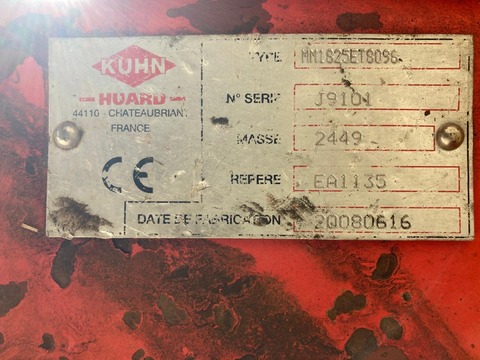 KUHN
HUARD
44110 - CHATEAUBRIANT
FRANCE
CE
TYPE MM1825ET8096
N° SERIE J9101
MASSE 2449
REPERE EA1135
DATE DE FABRICATION 20080616